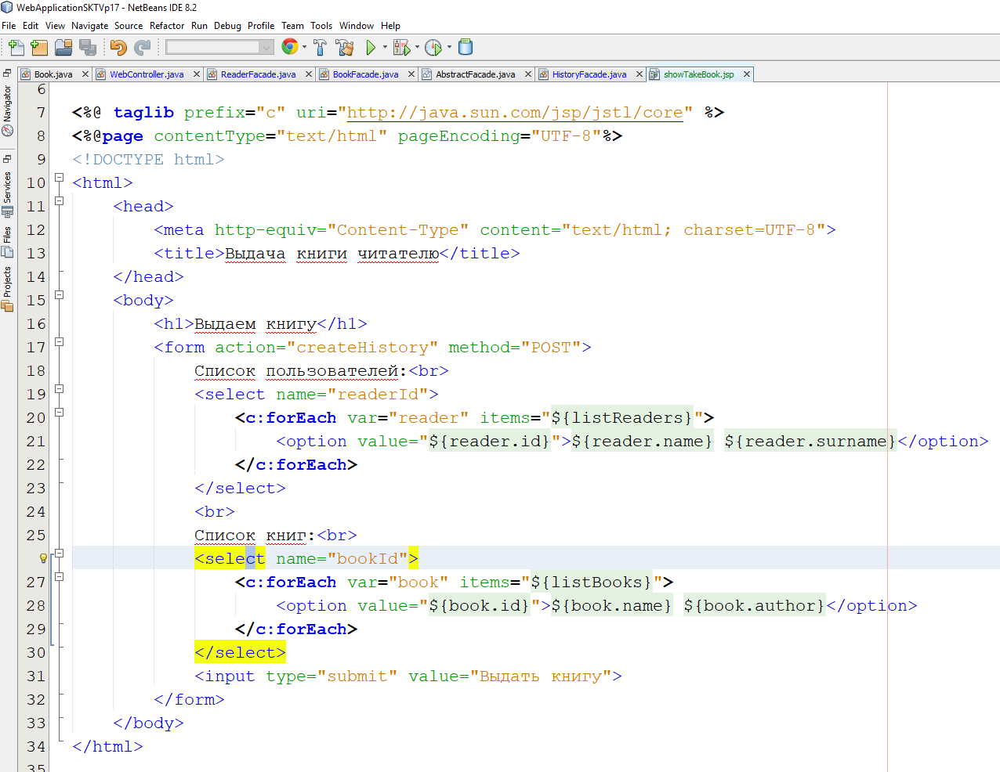 WebApplicationSKTVp17 - NetBeans IDE 8.2
File Edit View Navigate Source Refactor Run Debug Profile Team Tools Window Help
Book.java WebController.java ReaderFacade.java BookFacade.java AbstractFacade.java HistoryFacade.java showTakeBook.jsp
Navigator
Services
Files
Projects
6
7 <%@ taglib prefix="c" uri="http://java.sun.com/jsp/jstl/core" %>
8 <%@page contentType="text/html" pageEncoding="UTF-8"%>
9 <!DOCTYPE html>
10 <html>
11 <head>
12 <meta http-equiv="Content-Type" content="text/html; charset=UTF-8">
13 <title>Выдача книги читателю</title>
14 </head>
15 <body>
16 <h1>Выдаем книгу</h1>
17 <form action="createHistory" method="POST">
18 Список пользователей:<br>
19 <select name="readerId">
20 <c:forEach var="reader" items="${listReaders}">
21 <option value="${reader.id}">${reader.name} ${reader.surname}</option>
22 </c:forEach>
23 </select>
24 <br>
25 Список книг:<br>
<select name="bookId">
27 <c:forEach var="book" items="${listBooks}">
28 <option value="${book.id}">${book.name} ${book.author}</option>
29 </c:forEach>
30 </select>
31 <input type="submit" value="Выдать книгу">
32 </form>
33 </body>
34 </html>
35